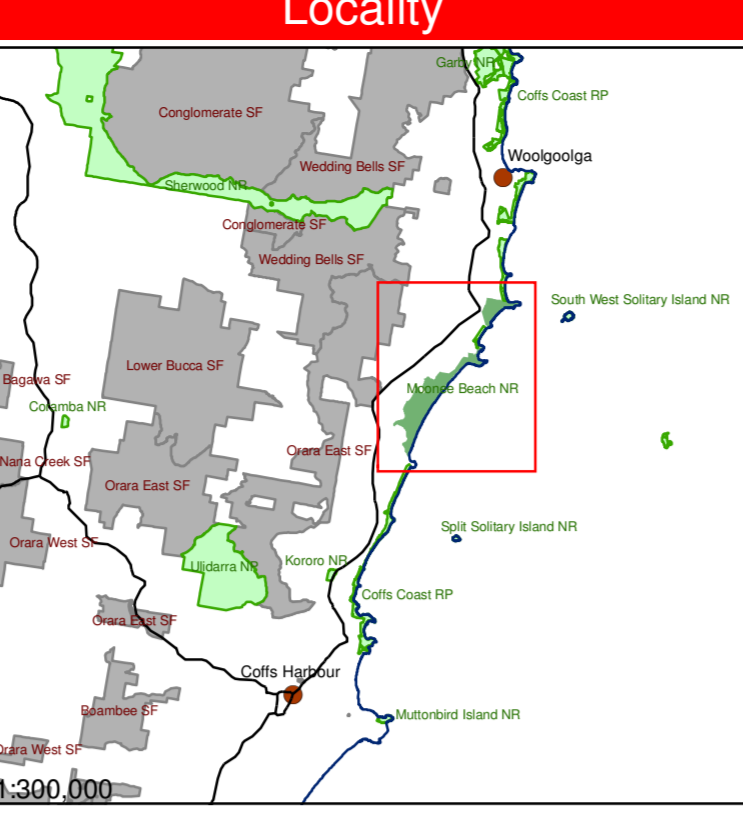 Locality
Garby NR
Coffs Coast RP
Conglomerate SF
Woolgoolga
Wedding Bells SF
Sherwood NR
Conglomerate SF
Wedding Bells SF
South West Solitary Island NR
Lower Bucca SF
Bagawa SF
Moonee Beach NR
Coramba NR
Orara East SF
Nana Creek SF
Orara East SF
Split Solitary Island NR
Orara West SF
Kororo NR
Ulidarra NR
Coffs Coast RP
Orara East SF
Coffs Harbour
Boambee SF
Muttonbird Island NR
Orara West SF
1:300,000